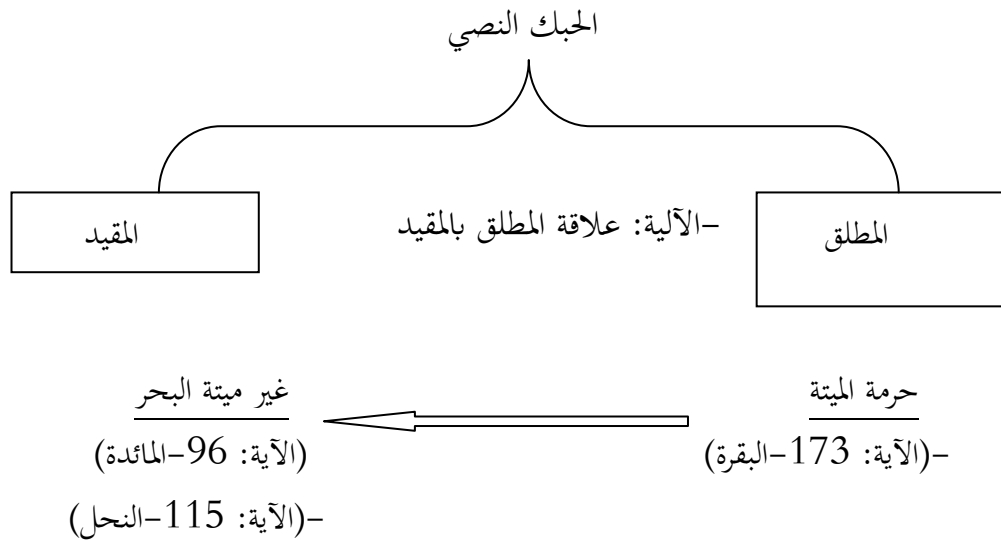 الحبك النصي
المطلق
-الآلية: علاقة المطلق بالمقيد
المقيد
حرمة الميتة
-(الآية: 173-البقرة)
غير ميتة البحر
(الآية: 96-المائدة)
-(الآية: 115-النحل)